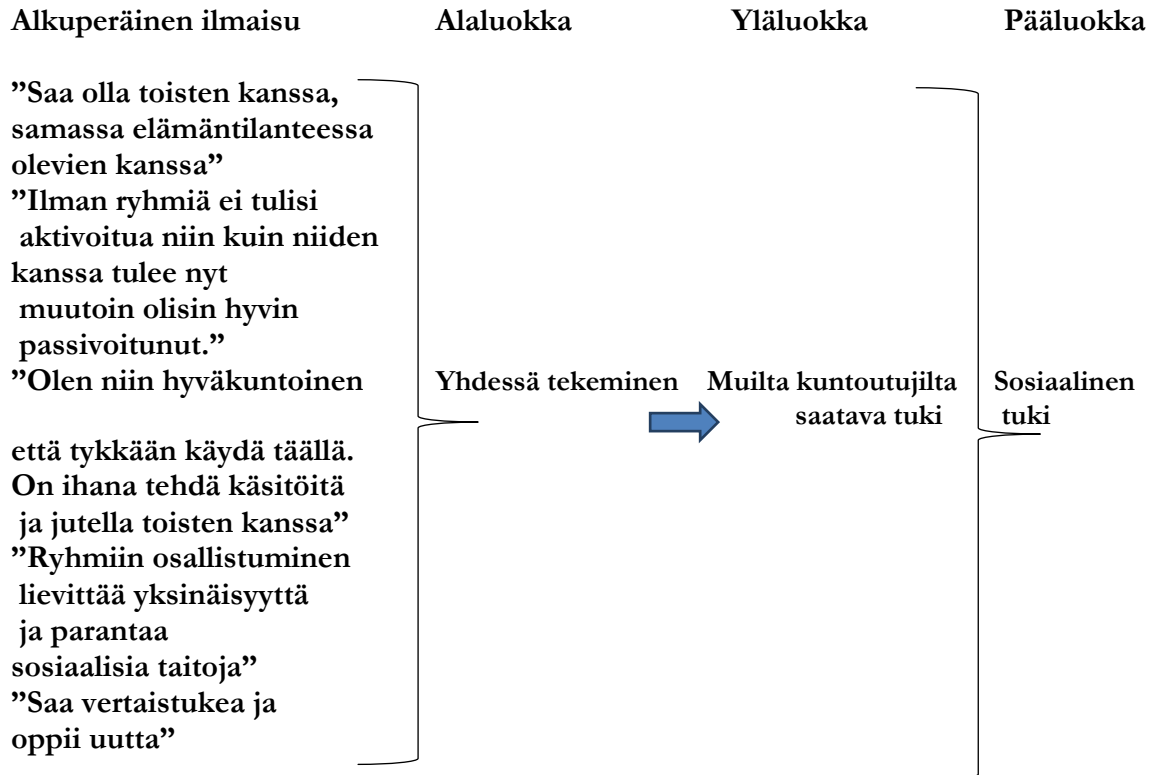 Alkuperäinen ilmaisu Alaluokka Yläluokka Pääluokka
”Saa olla toisten kanssa,
samassa elämäntilanteessa
olevien kanssa”
”Ilman ryhmiä ei tulisi
aktivoitua niin kuin niiden
kanssa tulee nyt
muutoin olisin hyvin
passivoitunut.”
”Olen niin hyväkuntoinen Yhdessä tekeminen Muilta kuntoutujilta Sosiaalinen
saatava tuki tuki
että tykkään käydä täällä.
On ihana tehdä käsitöitä
ja jutella toisten kanssa”
”Ryhmiin osallistuminen
lievittää yksinäisyyttä
ja parantaa
sosiaalisia taitoja”
”Saa vertaistukea ja
oppii uutta”